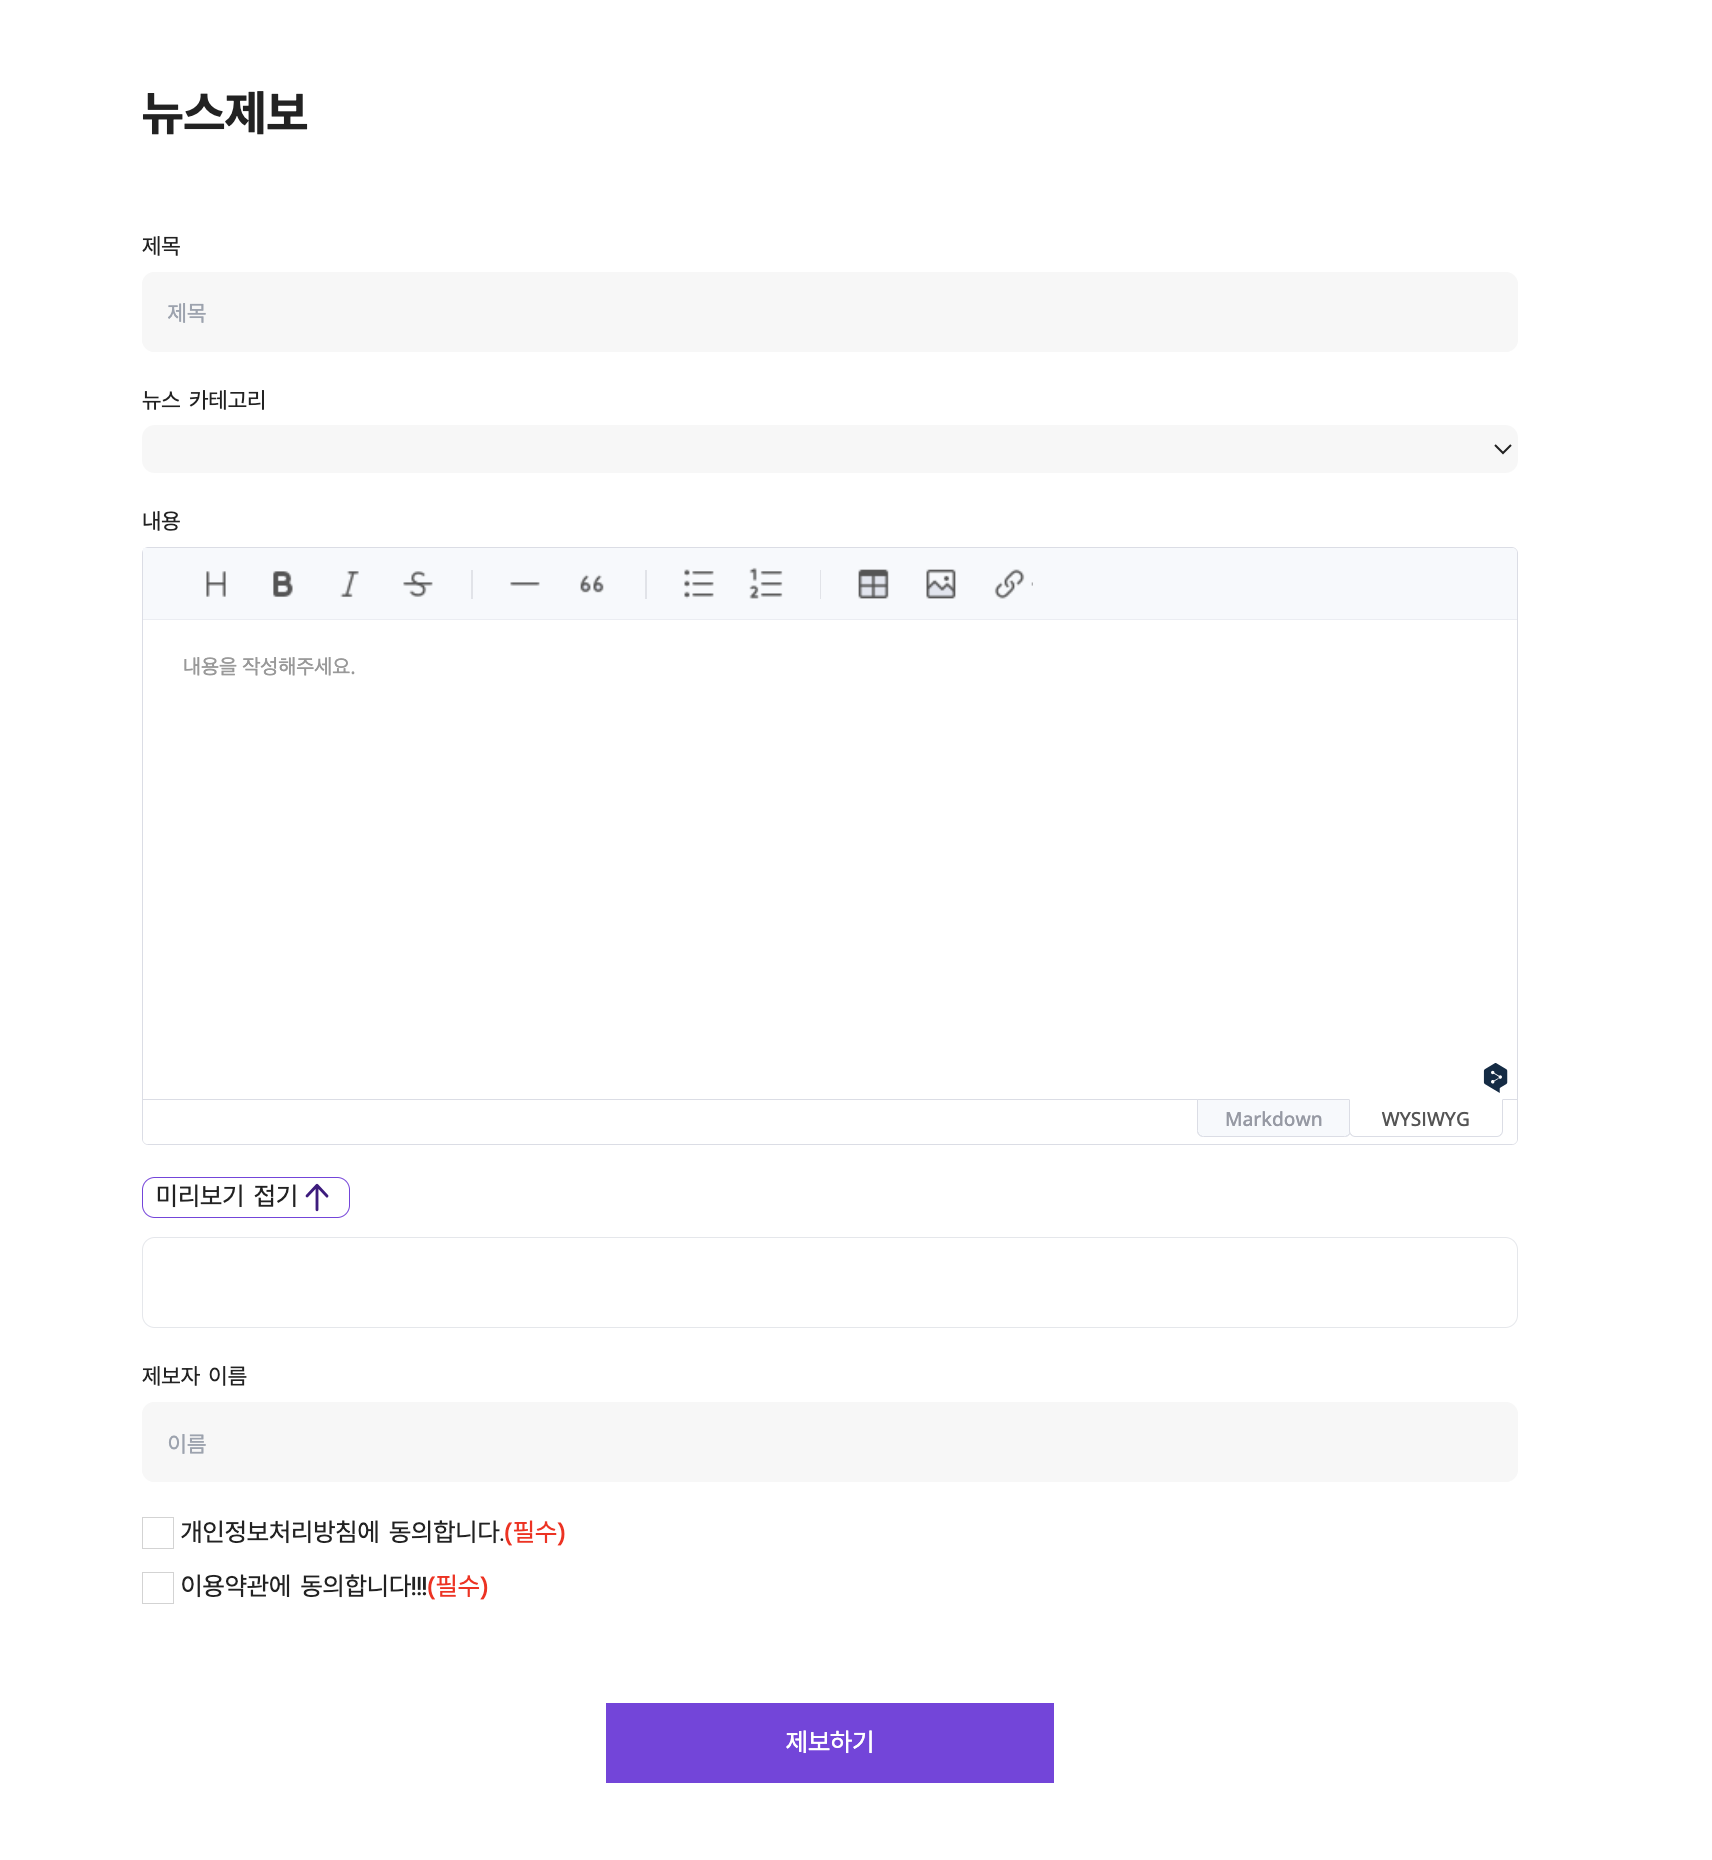 뉴스제보
제목
제목
뉴스 카테고리
내용
H B I S — 66
내용을 작성해주세요.
Markdown WYSIWYG
미리보기 접기
제보자 이름
이름
개인정보처리방침에 동의합니다.(필수)
이용약관에 동의합니다!!!(필수)
제보하기